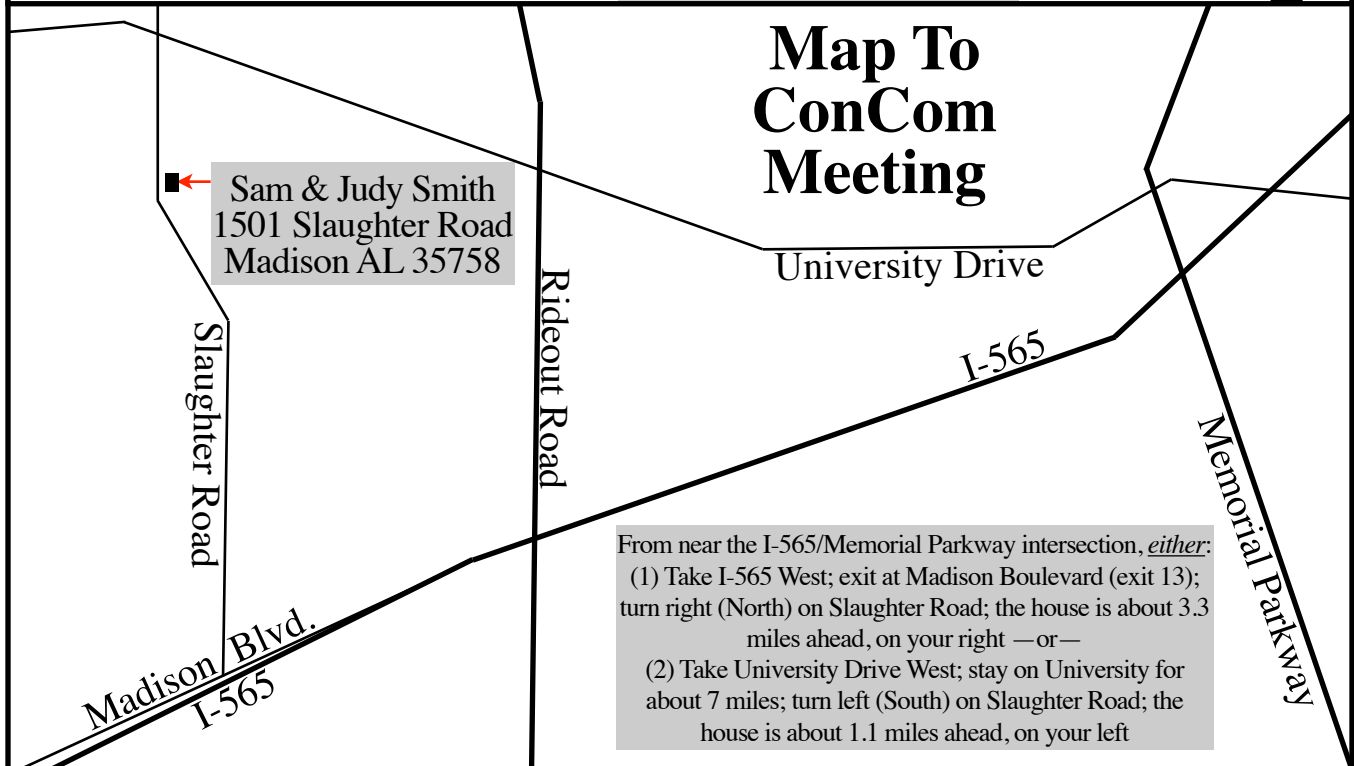 Map To
ConCom
Meeting
Sam & Judy Smith
1501 Slaughter Road
Madison AL 35758
University Drive
Rideout Road
I-565
Slaughter Road
Memorial Parkway
From near the I-565/Memorial Parkway intersection, either:
(1) Take I-565 West; exit at Madison Boulevard (exit 13);
turn right (North) on Slaughter Road; the house is about 3.3
miles ahead, on your right —or—
(2) Take University Drive West; stay on University for
about 7 miles; turn left (South) on Slaughter Road; the
house is about 1.1 miles ahead, on your left
Madison Blvd.
I-565